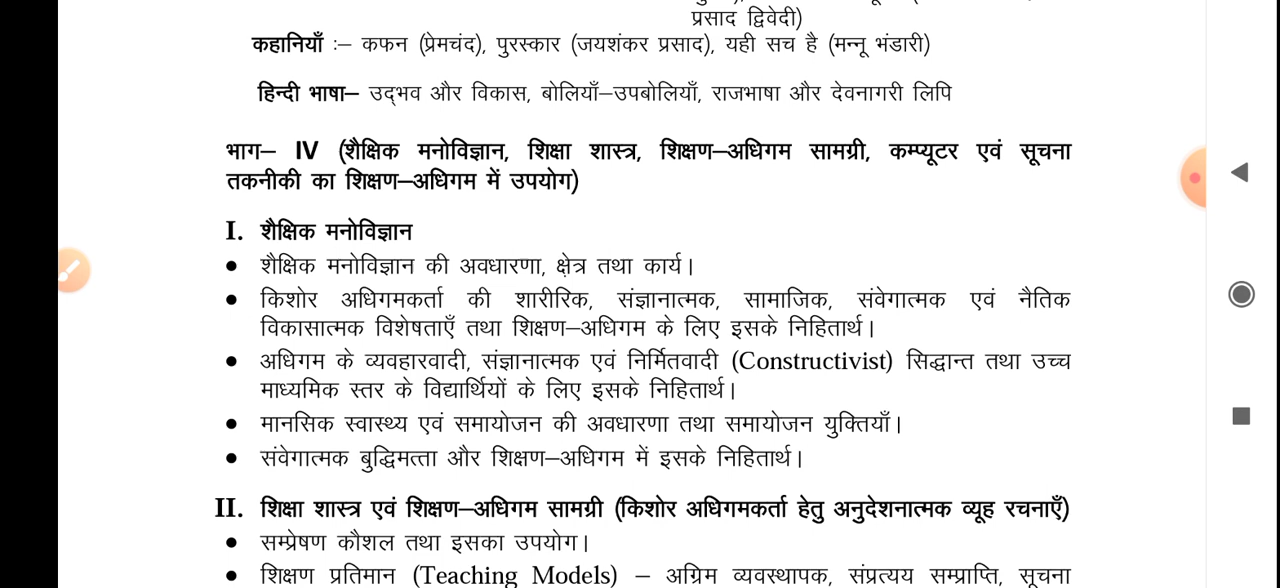 प्रसाद द्विवेदी)
कहानियाँ :– कफन (प्रेमचंद), पुरस्कार (जयशंकर प्रसाद), यही सच है (मन्नू भंडारी)
हिन्दी भाषा– उद्भव और विकास, बोलियाँ–उपबोलियाँ, राजभाषा और देवनागरी लिपि
भाग– IV (शैक्षिक मनोविज्ञान, शिक्षा शास्त्र, शिक्षण–अधिगम सामग्री, कम्प्यूटर एवं सूचना
तकनीकी का शिक्षण–अधिगम में उपयोग)
I. शैक्षिक मनोविज्ञान
• शैक्षिक मनोविज्ञान की अवधारणा, क्षेत्र तथा कार्य।
• किशोर अधिगमकर्ता की शारीरिक, संज्ञानात्मक, सामाजिक, संवेगात्मक एवं नैतिक
विकासात्मक विशेषताएँ तथा शिक्षण–अधिगम के लिए इसके निहितार्थ।
• अधिगम के व्यवहारवादी, संज्ञानात्मक एवं निर्मितवादी (Constructivist) सिद्धान्त तथा उच्च
माध्यमिक स्तर के विद्यार्थियों के लिए इसके निहितार्थ।
• मानसिक स्वास्थ्य एवं समायोजन की अवधारणा तथा समायोजन युक्तियाँ।
• संवेगात्मक बुद्धिमत्ता और शिक्षण–अधिगम में इसके निहितार्थ।
II. शिक्षा शास्त्र एवं शिक्षण–अधिगम सामग्री (किशोर अधिगमकर्ता हेतु अनुदेशनात्मक व्यूह रचनाएँ)
• सम्प्रेषण कौशल तथा इसका उपयोग।
• शिक्षण प्रतिमान (Teaching Models) – अग्रिम व्यवस्थापक, संप्रत्यय सम्प्राप्ति, सूचना